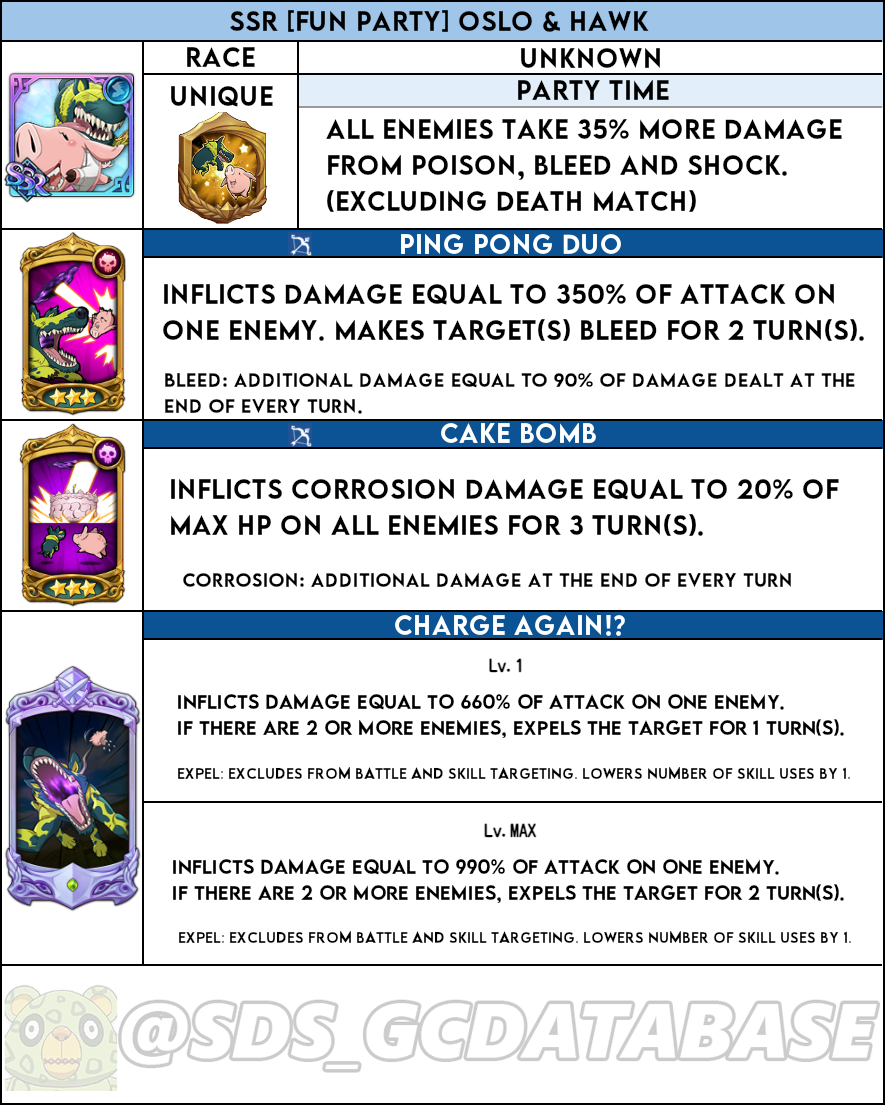 SSR [FUN PARTY] OSLO & HAWK
RACE
UNKNOWN
UNIQUE
PARTY TIME
ALL ENEMIES TAKE 35% MORE DAMAGE
FROM POISON, BLEED AND SHOCK.
(EXCLUDING DEATH MATCH)
SSR
PING PONG DUO
INFLICTS DAMAGE EQUAL TO 350% OF ATTACK ON
ONE ENEMY. MAKES TARGET(S) BLEED FOR 2 TURN(S).
BLEED: ADDITIONAL DAMAGE EQUAL TO 90% OF DAMAGE DEALT AT THE
END OF EVERY TURN.
CAKE BOMB
INFLICTS CORROSION DAMAGE EQUAL TO 20% OF
MAX HP ON ALL ENEMIES FOR 3 TURN(S).
CORROSION: ADDITIONAL DAMAGE AT THE END OF EVERY TURN
CHARGE AGAIN!?
Lv. 1
INFLICTS DAMAGE EQUAL TO 660% OF ATTACK ON ONE ENEMY.
IF THERE ARE 2 OR MORE ENEMIES, EXPELS THE TARGET FOR 1 TURN(S).
EXPEL: EXCLUDES FROM BATTLE AND SKILL TARGETING. LOWERS NUMBER OF SKILL USES BY 1.
Lv. MAX
INFLICTS DAMAGE EQUAL TO 990% OF ATTACK ON ONE ENEMY.
IF THERE ARE 2 OR MORE ENEMIES, EXPELS THE TARGET FOR 2 TURN(S).
EXPEL: EXCLUDES FROM BATTLE AND SKILL TARGETING. LOWERS NUMBER OF SKILL USES BY 1.
@SDS_GCDATABASE